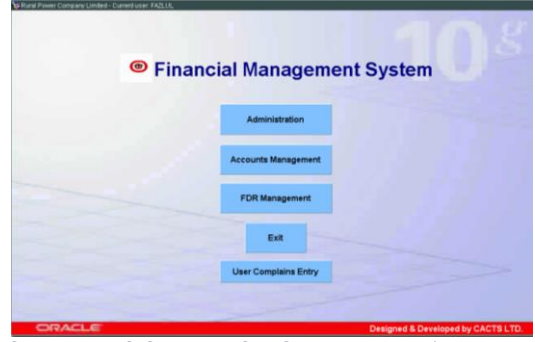 Rural Power Company Limited - Current user: FAZLUL
10g
Financial Management System
Administration
Accounts Management
FDR Management
Exit
User Complains Entry
ORACLE Designed & Developed by CACTS LTD.